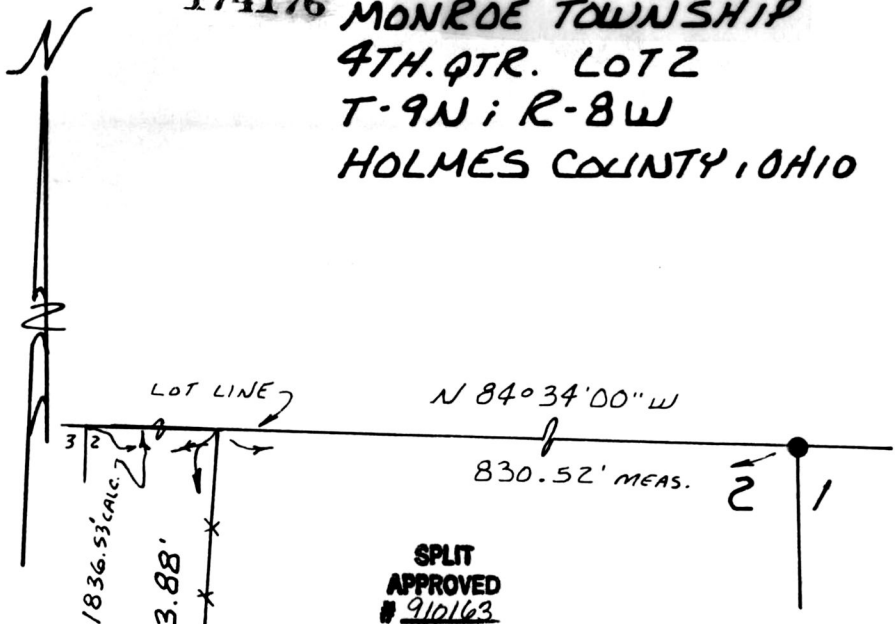 174176
MONROE TOWNSHIP
4TH. QTR. LOT 2
T-9N; R-8W
HOLMES COUNTY, OHIO
N
LOT LINE
N 84°34'00" W
830.52' MEAS.
3 2
2 1
1836.53' CALC.
3.88'
SPLIT
APPROVED
# 910163